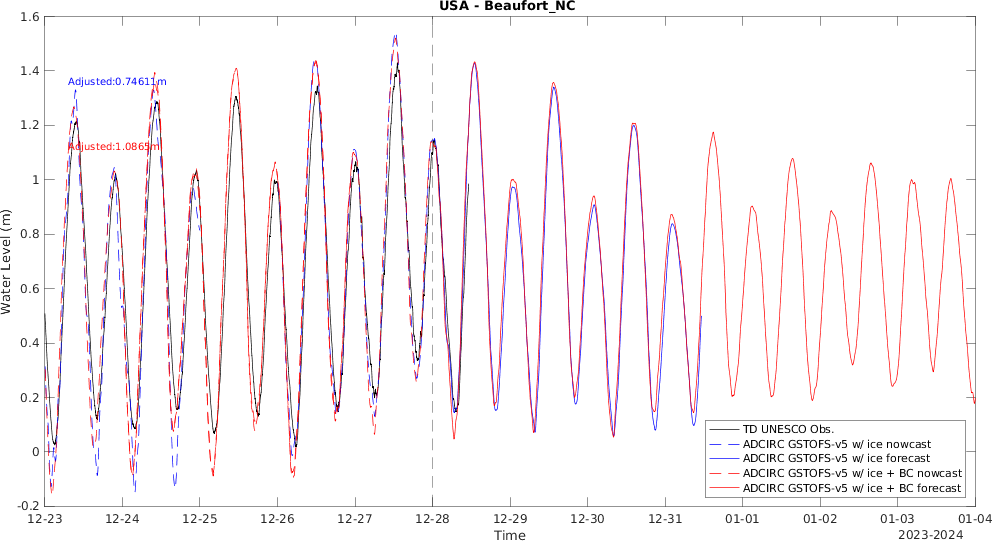 USA - Beaufort_NC
1.6
1.4
1.2
1
0.8
0.6
0.4
0.2
0
-0.2
Water Level (m)
Adjusted:0.74611m
Adjusted:1.0865m
TD UNESCO Obs.
ADCIRC GSTOFS-v5 w/ ice nowcast
ADCIRC GSTOFS-v5 w/ ice forecast
ADCIRC GSTOFS-v5 w/ ice + BC nowcast
ADCIRC GSTOFS-v5 w/ ice + BC forecast
12-23 12-24 12-25 12-26 12-27 12-28 12-29 12-30 12-31 01-01 01-02 01-03 01-04
Time
2023-2024